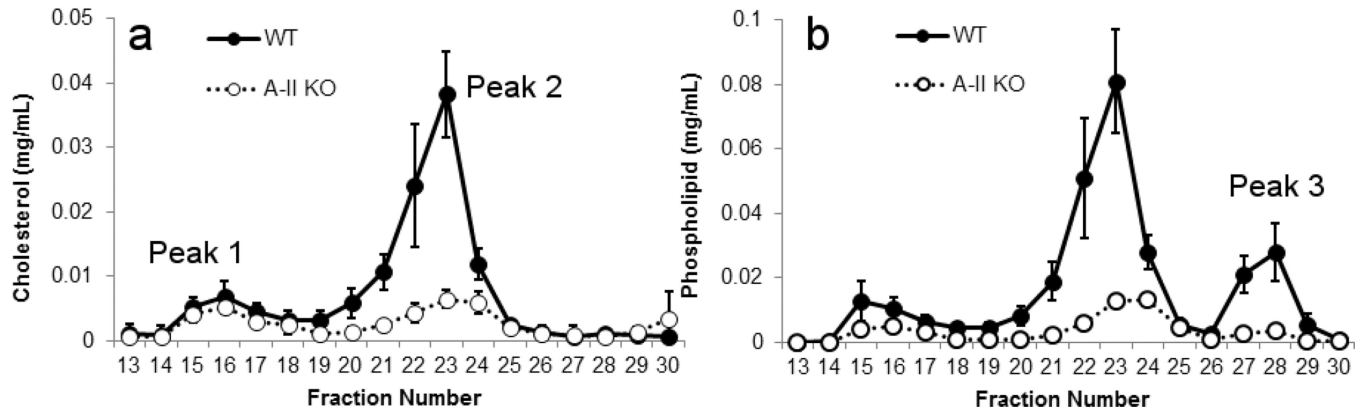 a
WT
A-II KO
Peak 1
Peak 2
Cholesterol (mg/mL)
0.05
0.04
0.03
0.02
0.01
0
13 14 15 16 17 18 19 20 21 22 23 24 25 26 27 28 29 30
Fraction Number
b
WT
A-II KO
Peak 3
Phospholipid (mg/mL)
0.1
0.08
0.06
0.04
0.02
0
13 14 15 16 17 18 19 20 21 22 23 24 25 26 27 28 29 30
Fraction Number